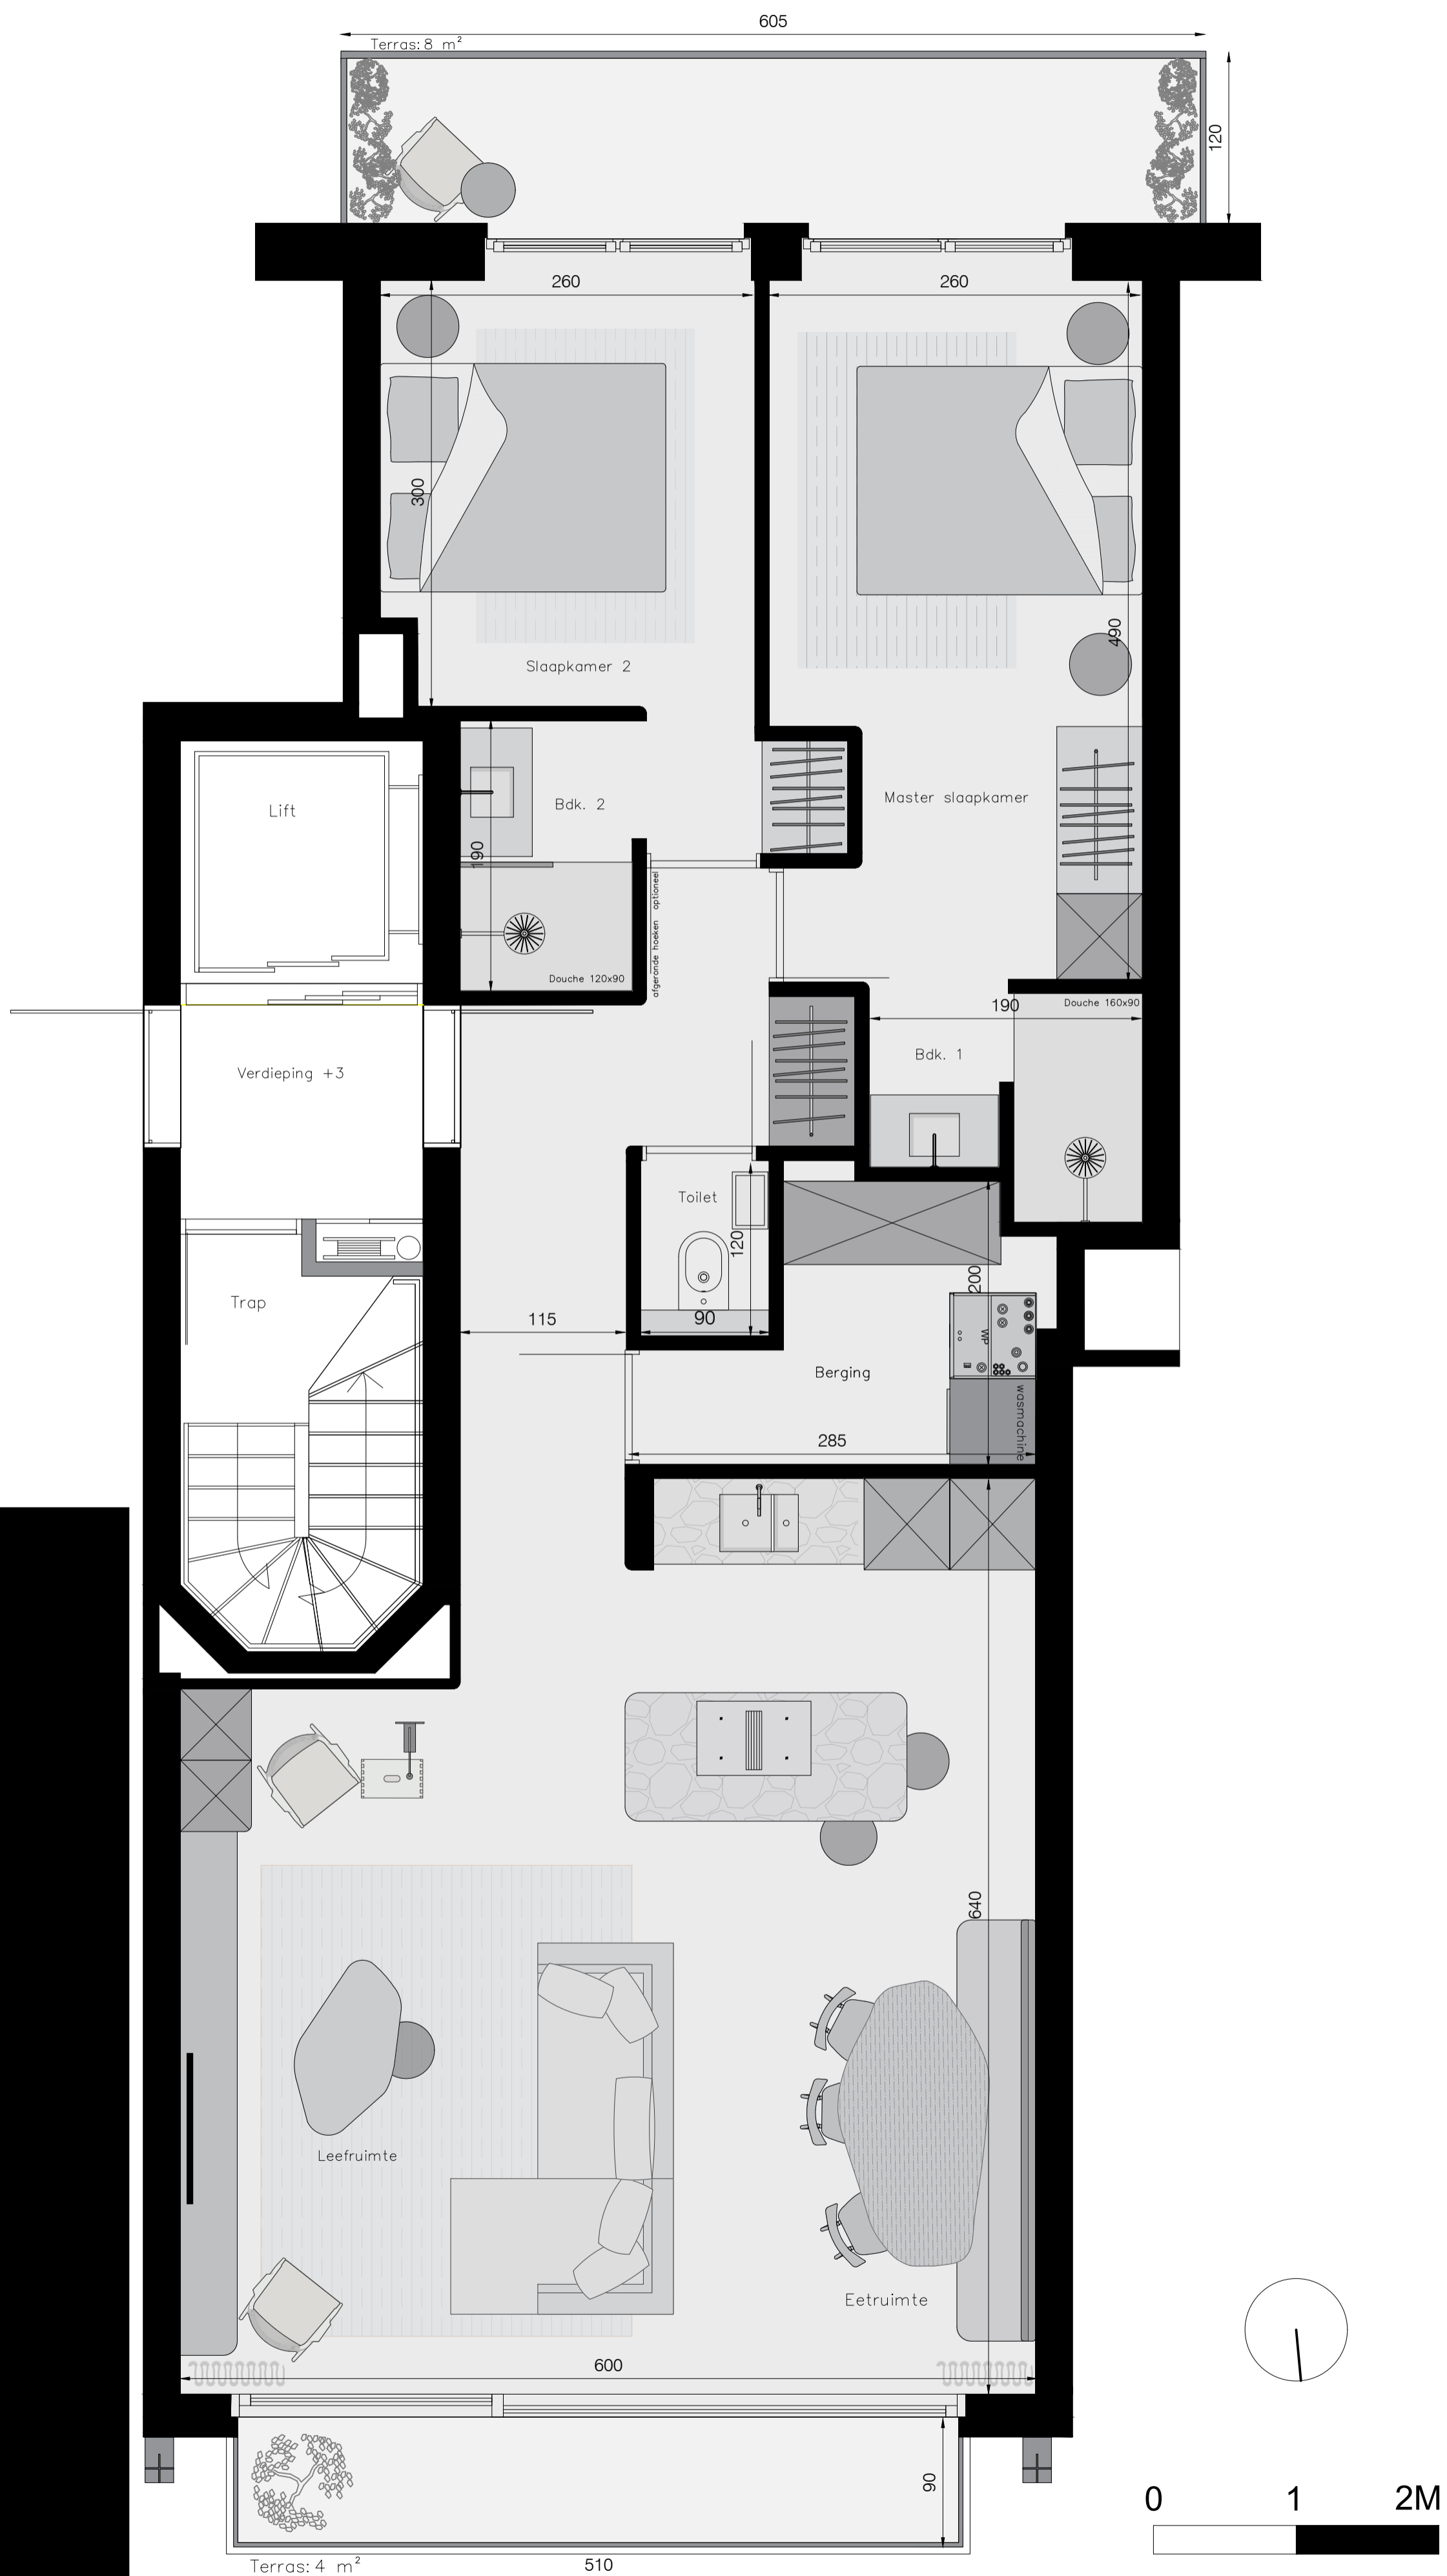 605
Terras: 8 m²
120
260
260
300
490
Slaapkamer 2
Lift
Bdk. 2
Master slaapkamer
190
afgeronde hoeken optioneel
Douche 120x90
190
Douche 160x90
Bdk. 1
Verdieping +3
Toilet
120
200
Trap
115
90
WP
Berging
wasmachine
285
640
Leefruimte
Eetruimte
600
90
0 1 2M
Terras: 4 m²
510